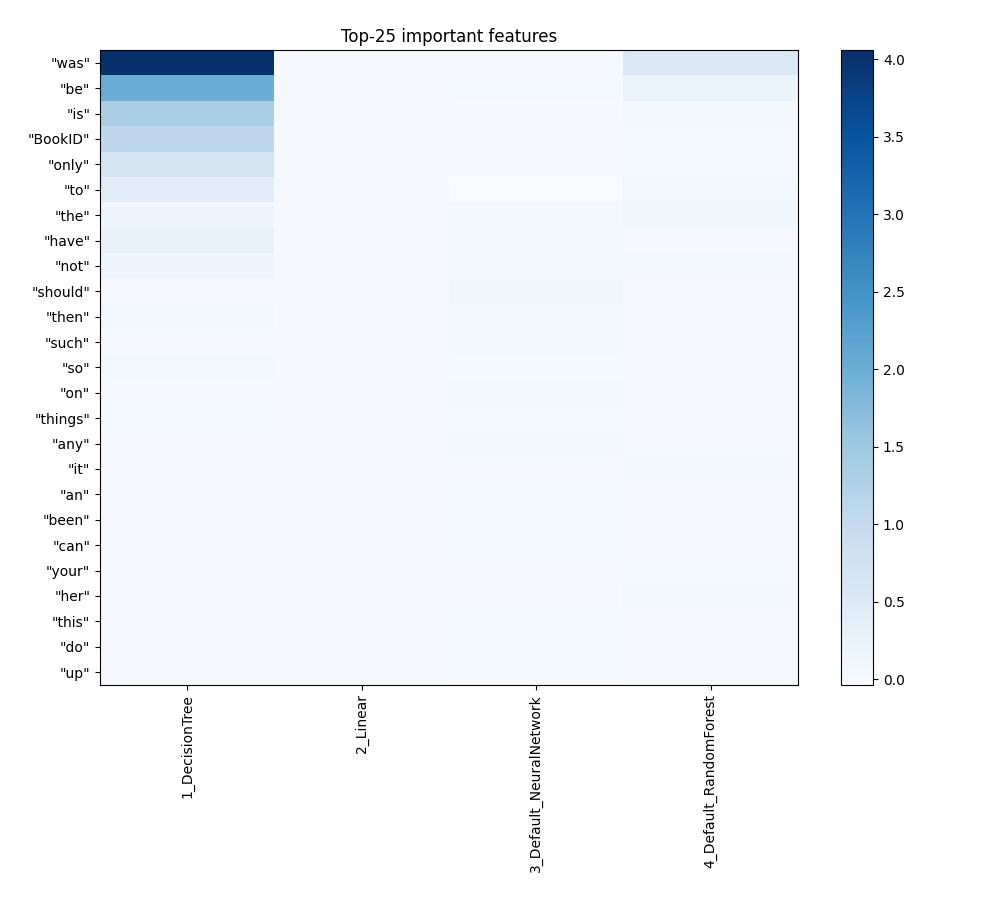 Top-25 important features
"was"
"be"
"is"
"BookID"
"only"
"to"
"the"
"have"
"not"
"should"
"then"
"such"
"so"
"on"
"things"
"any"
"it"
"an"
"been"
"can"
"your"
"her"
"this"
"do"
"up"
1_DecisionTree
2_Linear
3_Default_NeuralNetwork
4_Default_RandomForest
4.0
3.5
3.0
2.5
2.0
1.5
1.0
0.5
0.0